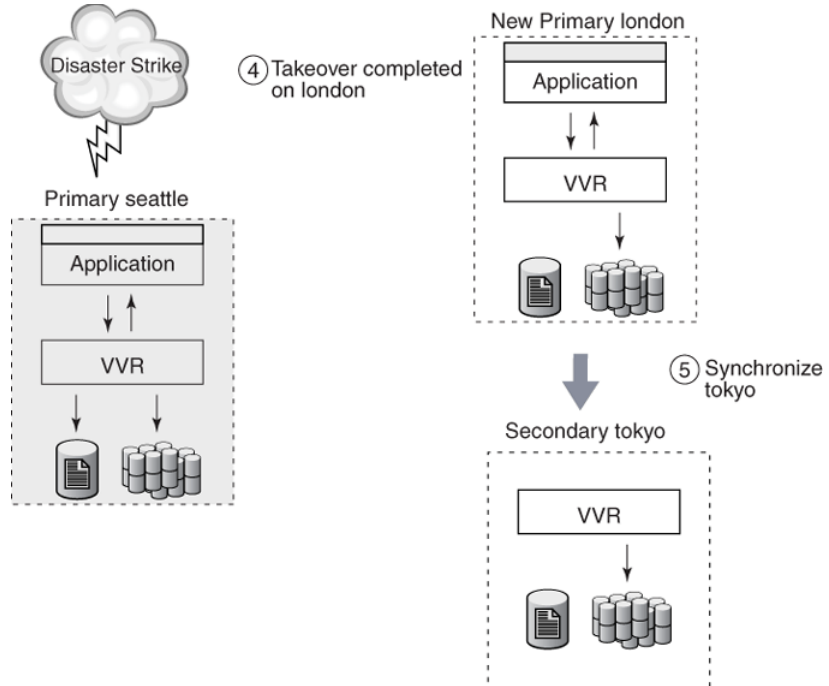 Disaster Strike
④ Takeover completed
on london
New Primary london
Application
VVR
Primary seattle
Application
VVR
⑤ Synchronize
tokyo
Secondary tokyo
VVR